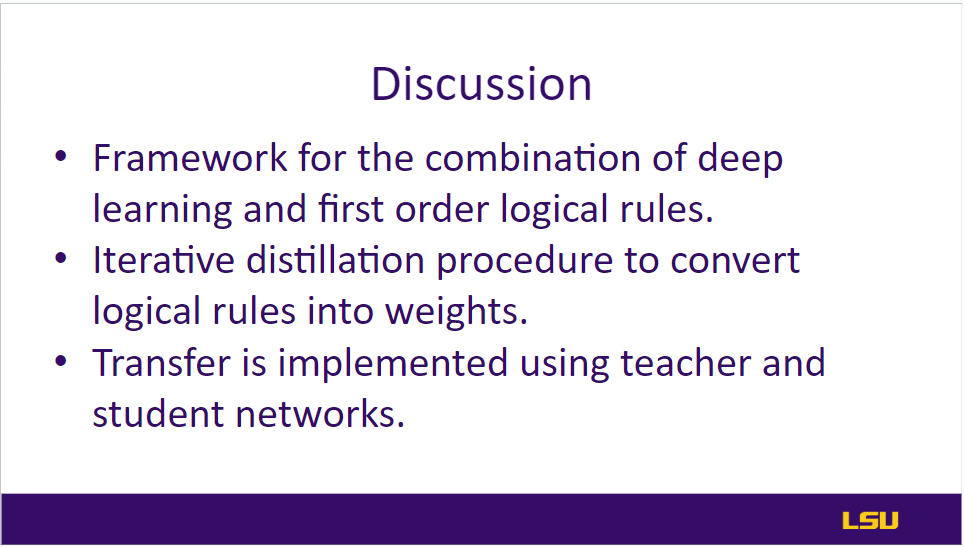 Discussion
• Framework for the combination of deep
learning and first order logical rules.
• Iterative distillation procedure to convert
logical rules into weights.
• Transfer is implemented using teacher and
student networks.
LSU